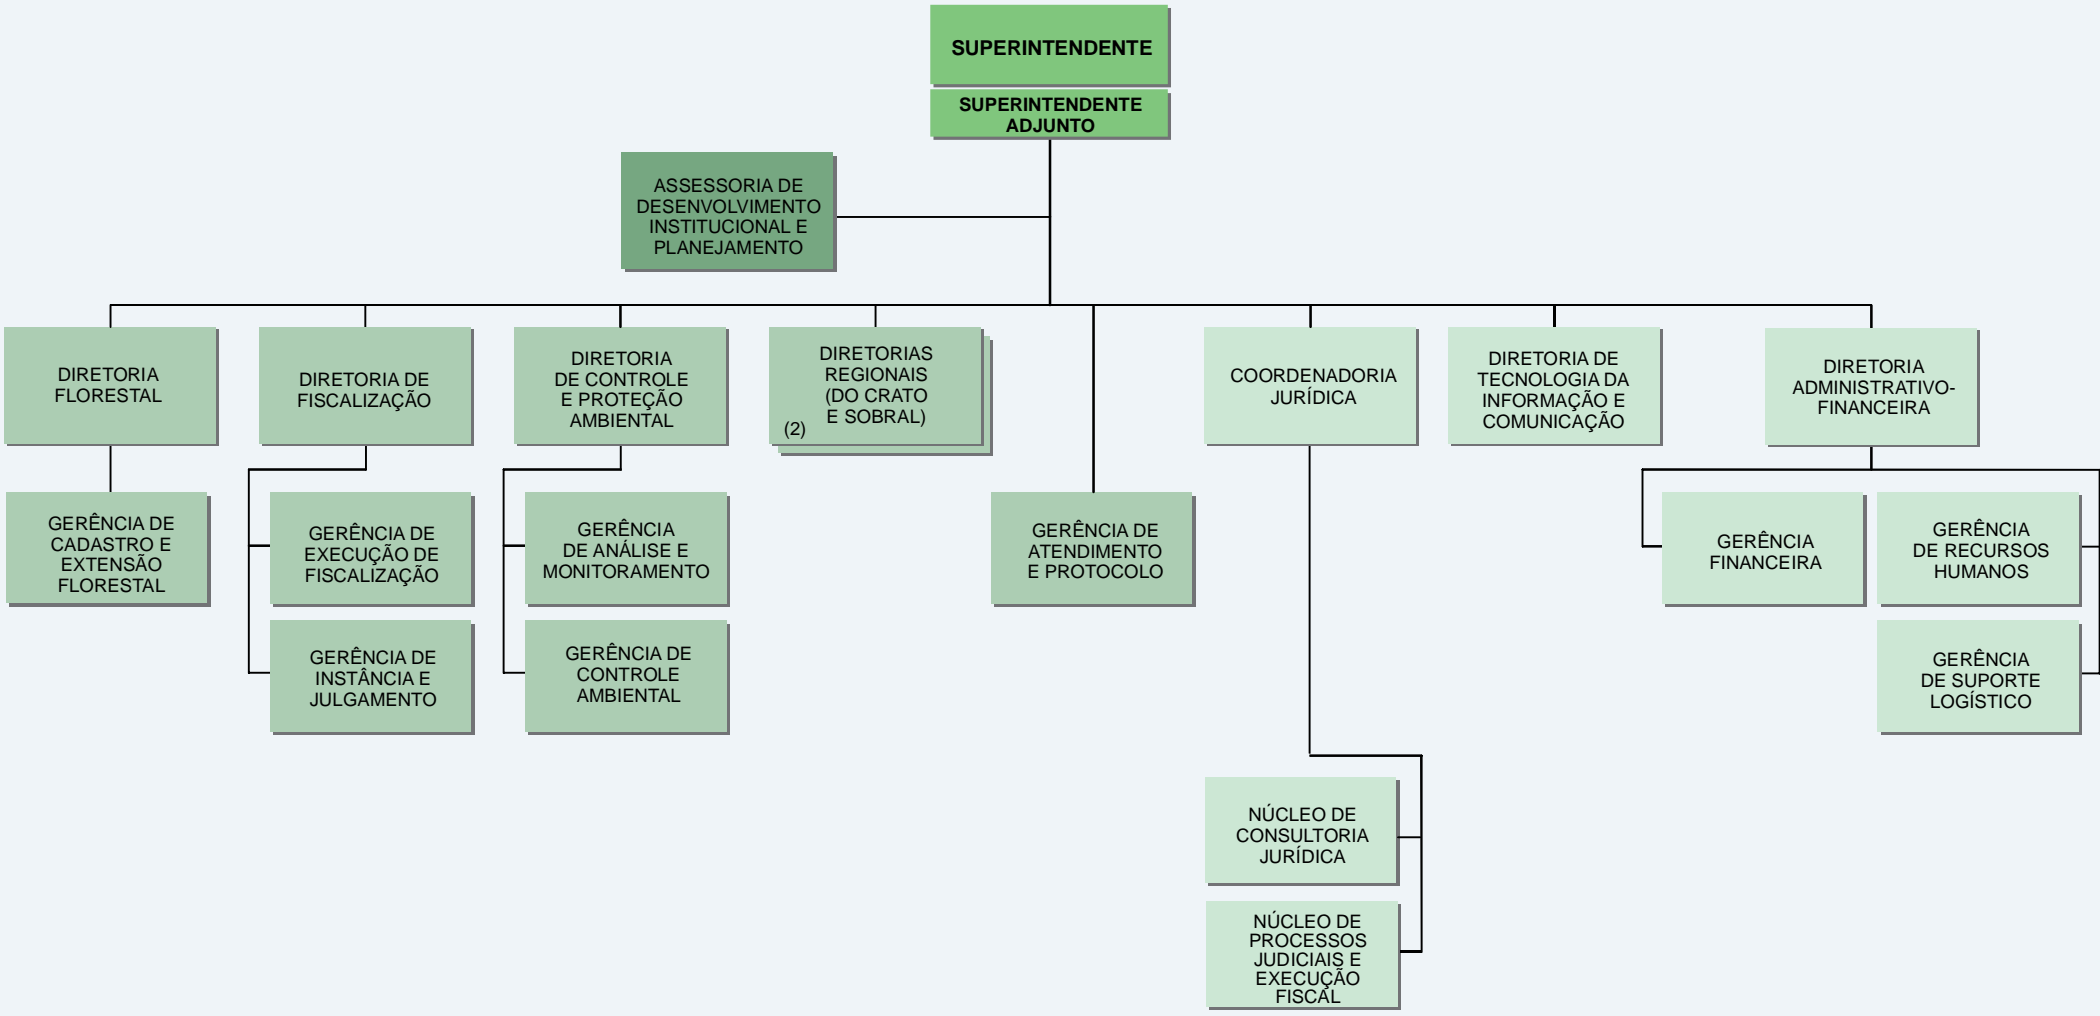 SUPERINTENDENTE
SUPERINTENDENTE
ADJUNTO
ASSESSORIA DE
DESENVOLVIMENTO
INSTITUCIONAL E
PLANEJAMENTO
DIRETORIA
FLORESTAL
DIRETORIA DE
FISCALIZAÇÃO
DIRETORIA
DE CONTROLE
E PROTEÇÃO
AMBIENTAL
DIRETORIAS
REGIONAIS
(DO CRATO
E SOBRAL)
(2)
COORDENADORIA
JURÍDICA
DIRETORIA DE
TECNOLOGIA DA
INFORMAÇÃO E
COMUNICAÇÃO
DIRETORIA
ADMINISTRATIVO-
FINANCEIRA
GERÊNCIA DE
CADASTRO E
EXTENSÃO
FLORESTAL
GERÊNCIA DE
EXECUÇÃO DE
FISCALIZAÇÃO
GERÊNCIA
DE ANÁLISE E
MONITORAMENTO
GERÊNCIA DE
ATENDIMENTO
E PROTOCOLO
GERÊNCIA
FINANCEIRA
GERÊNCIA
DE RECURSOS
HUMANOS
GERÊNCIA DE
INSTÂNCIA E
JULGAMENTO
GERÊNCIA DE
CONTROLE
AMBIENTAL
GERÊNCIA
DE SUPORTE
LOGÍSTICO
NÚCLEO DE
CONSULTORIA
JURÍDICA
NÚCLEO DE
PROCESSOS
JUDICIAIS E
EXECUÇÃO
FISCAL